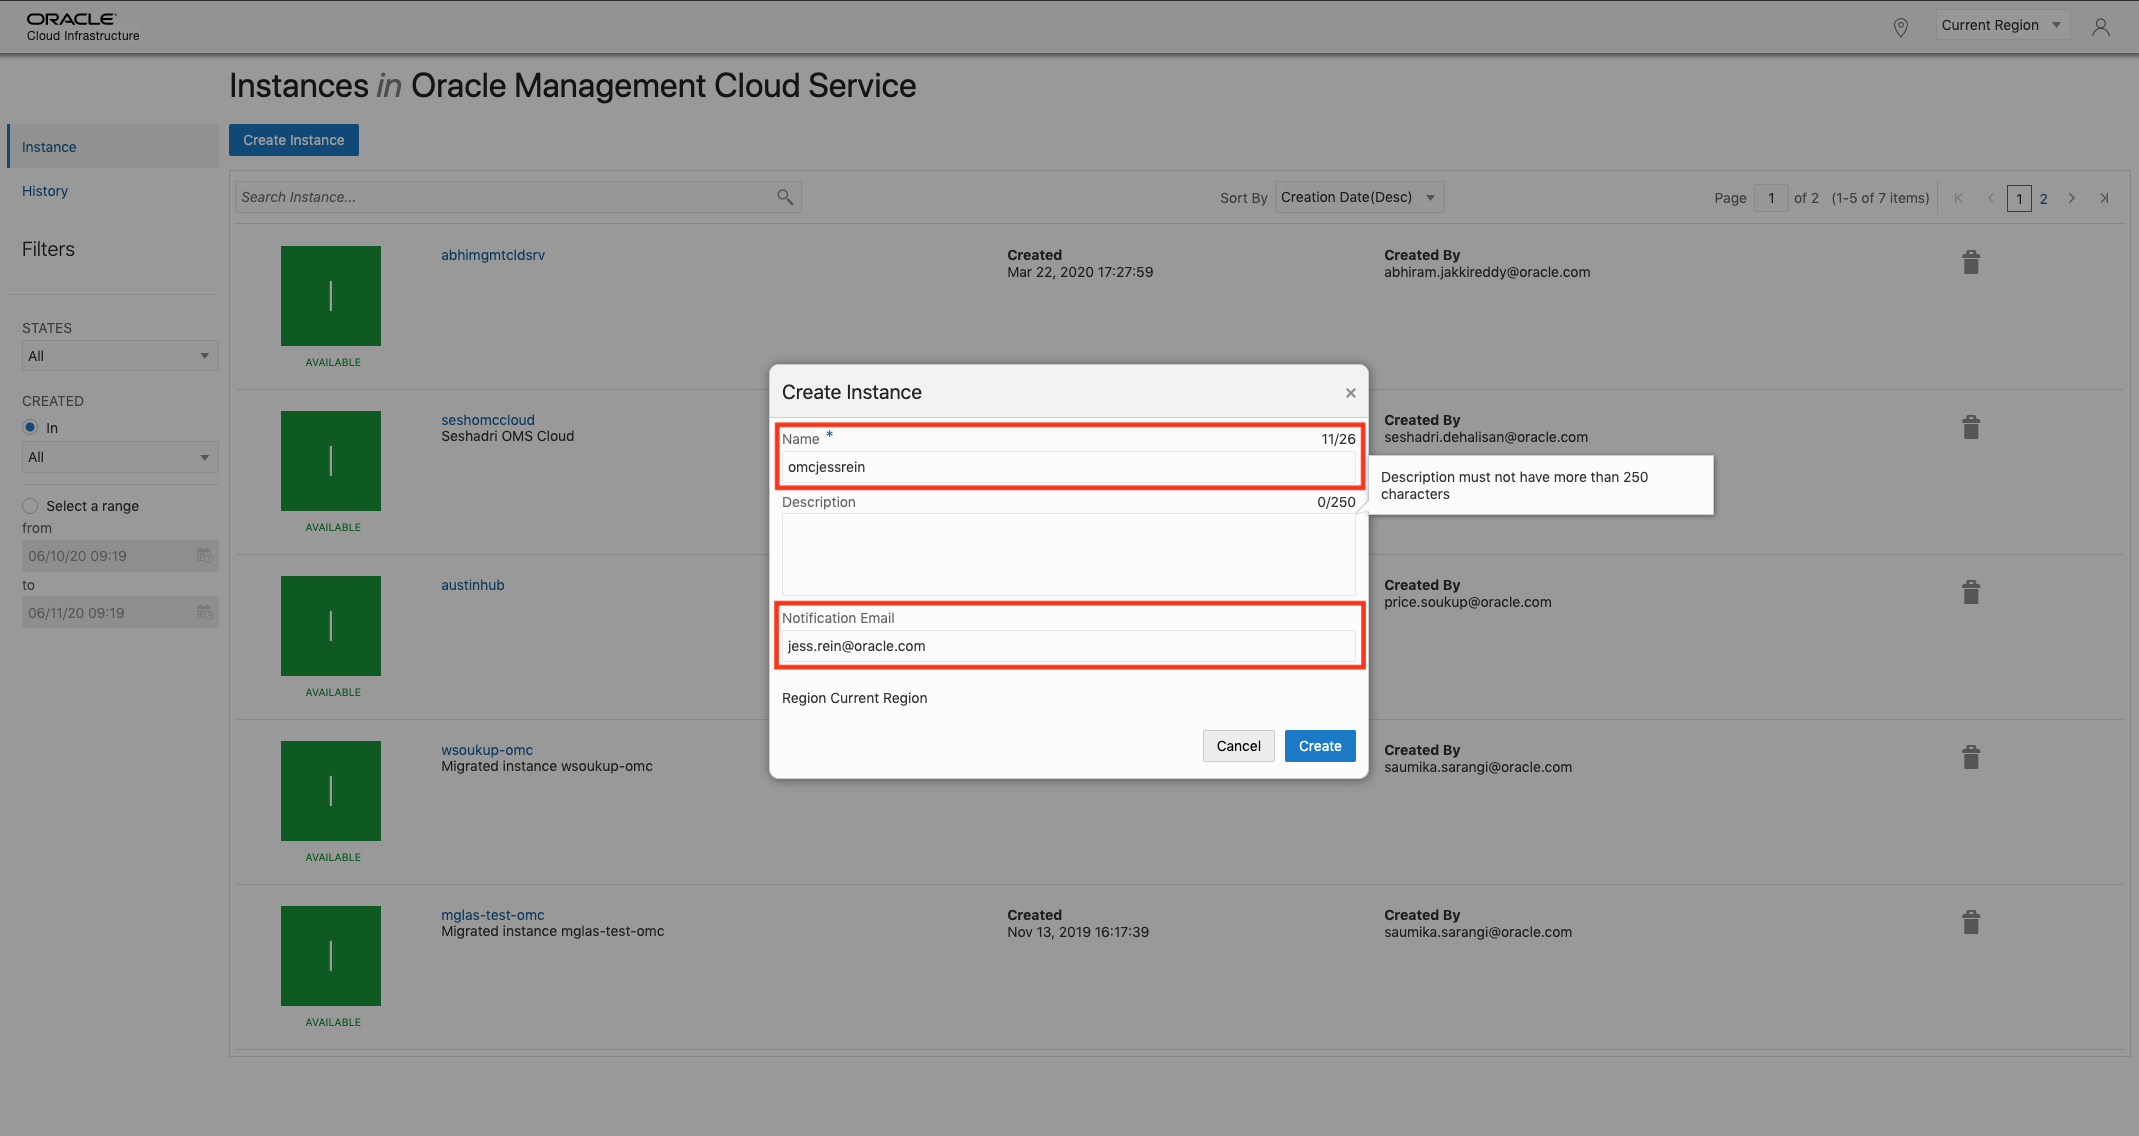 ORACLE
Cloud Infrastructure
Current Region
Instances in Oracle Management Cloud Service
Instance
History
Create Instance
Search Instance...
Sort By Creation Date(Desc)
Page 1 of 2 (1-5 of 7 items) 1 2
Filters
STATES
All
CREATED
In
All
Select a range
from
06/10/20 09:19
to
06/11/20 09:19
abhimgmtcldsrv
Created
Mar 22, 2020 17:27:59
Created By
abhiram.jakkireddy@oracle.com
AVAILABLE
seshomccloud
Seshadri OMS Cloud
Created By
seshadri.dehalisan@oracle.com
AVAILABLE
austinhub
Created By
price.soukup@oracle.com
AVAILABLE
wsoukup-omc
Migrated instance wsoukup-omc
Created By
saumika.sarangi@oracle.com
AVAILABLE
mglas-test-omc
Migrated instance mglas-test-omc
Created
Nov 13, 2019 16:17:39
Created By
saumika.sarangi@oracle.com
AVAILABLE
Create Instance
×
Name * 11/26
omcjessrein
Description 0/250
Description must not have more than 250
characters
Notification Email
jess.rein@oracle.com
Region Current Region
Cancel Create